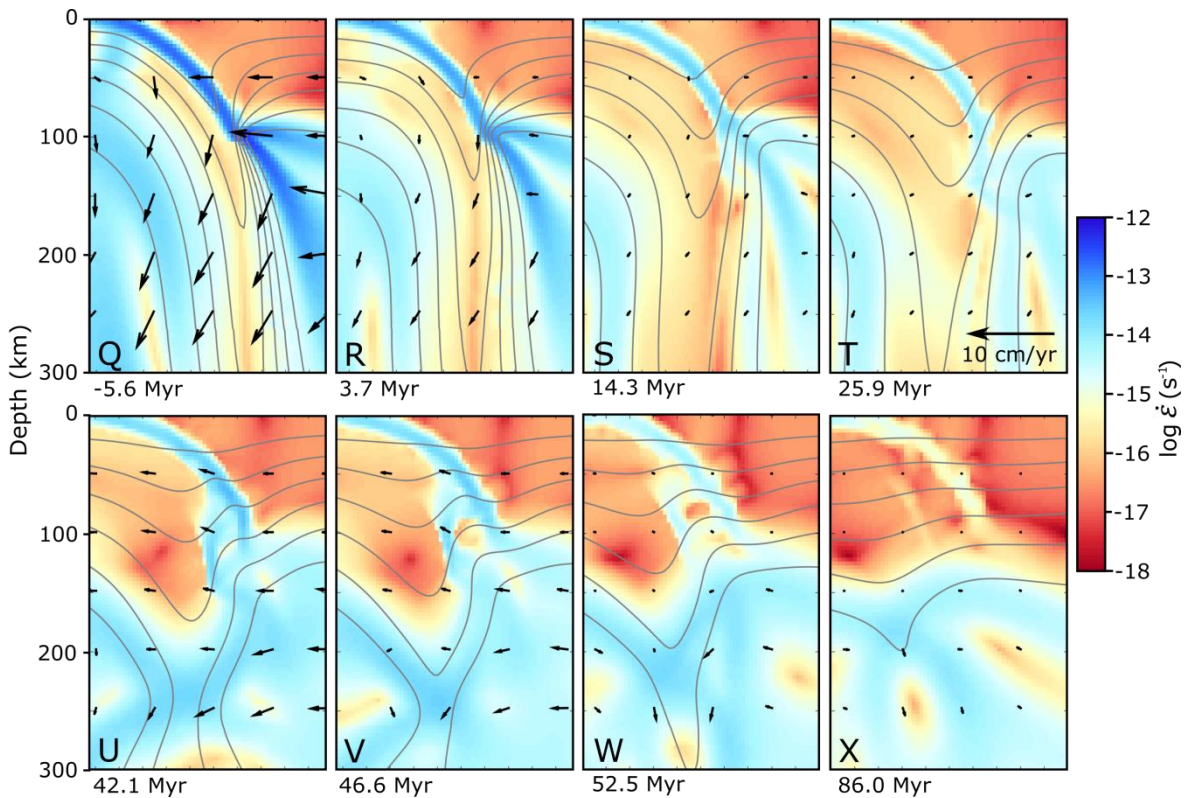 0
100
200
300
Q
R
S
T
10 cm/yr
-5.6 Myr
3.7 Myr
14.3 Myr
25.9 Myr
Depth (km)
-12
-13
-14
-15
-16
-17
-18
log ε̇ (s⁻¹)
0
100
200
300
U
V
W
X
42.1 Myr
46.6 Myr
52.5 Myr
86.0 Myr